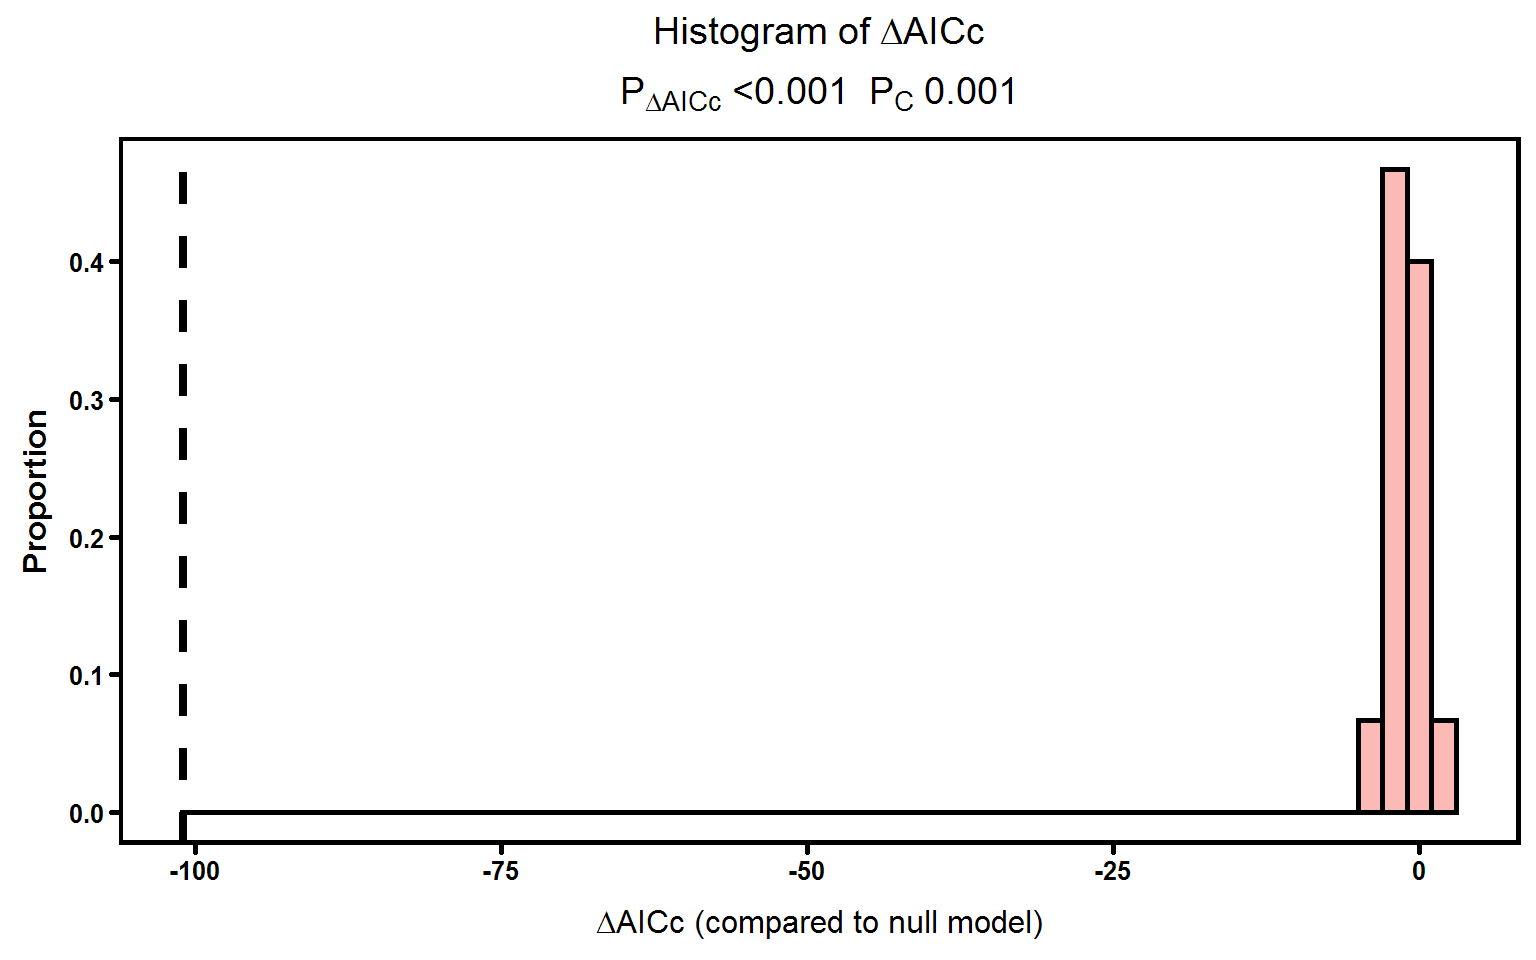 Histogram of ΔAICc
PΔAICc <0.001 PC 0.001
0.4
0.3
0.2
0.1
0.0
Proportion
-100 -75 -50 -25 0
ΔAICc (compared to null model)